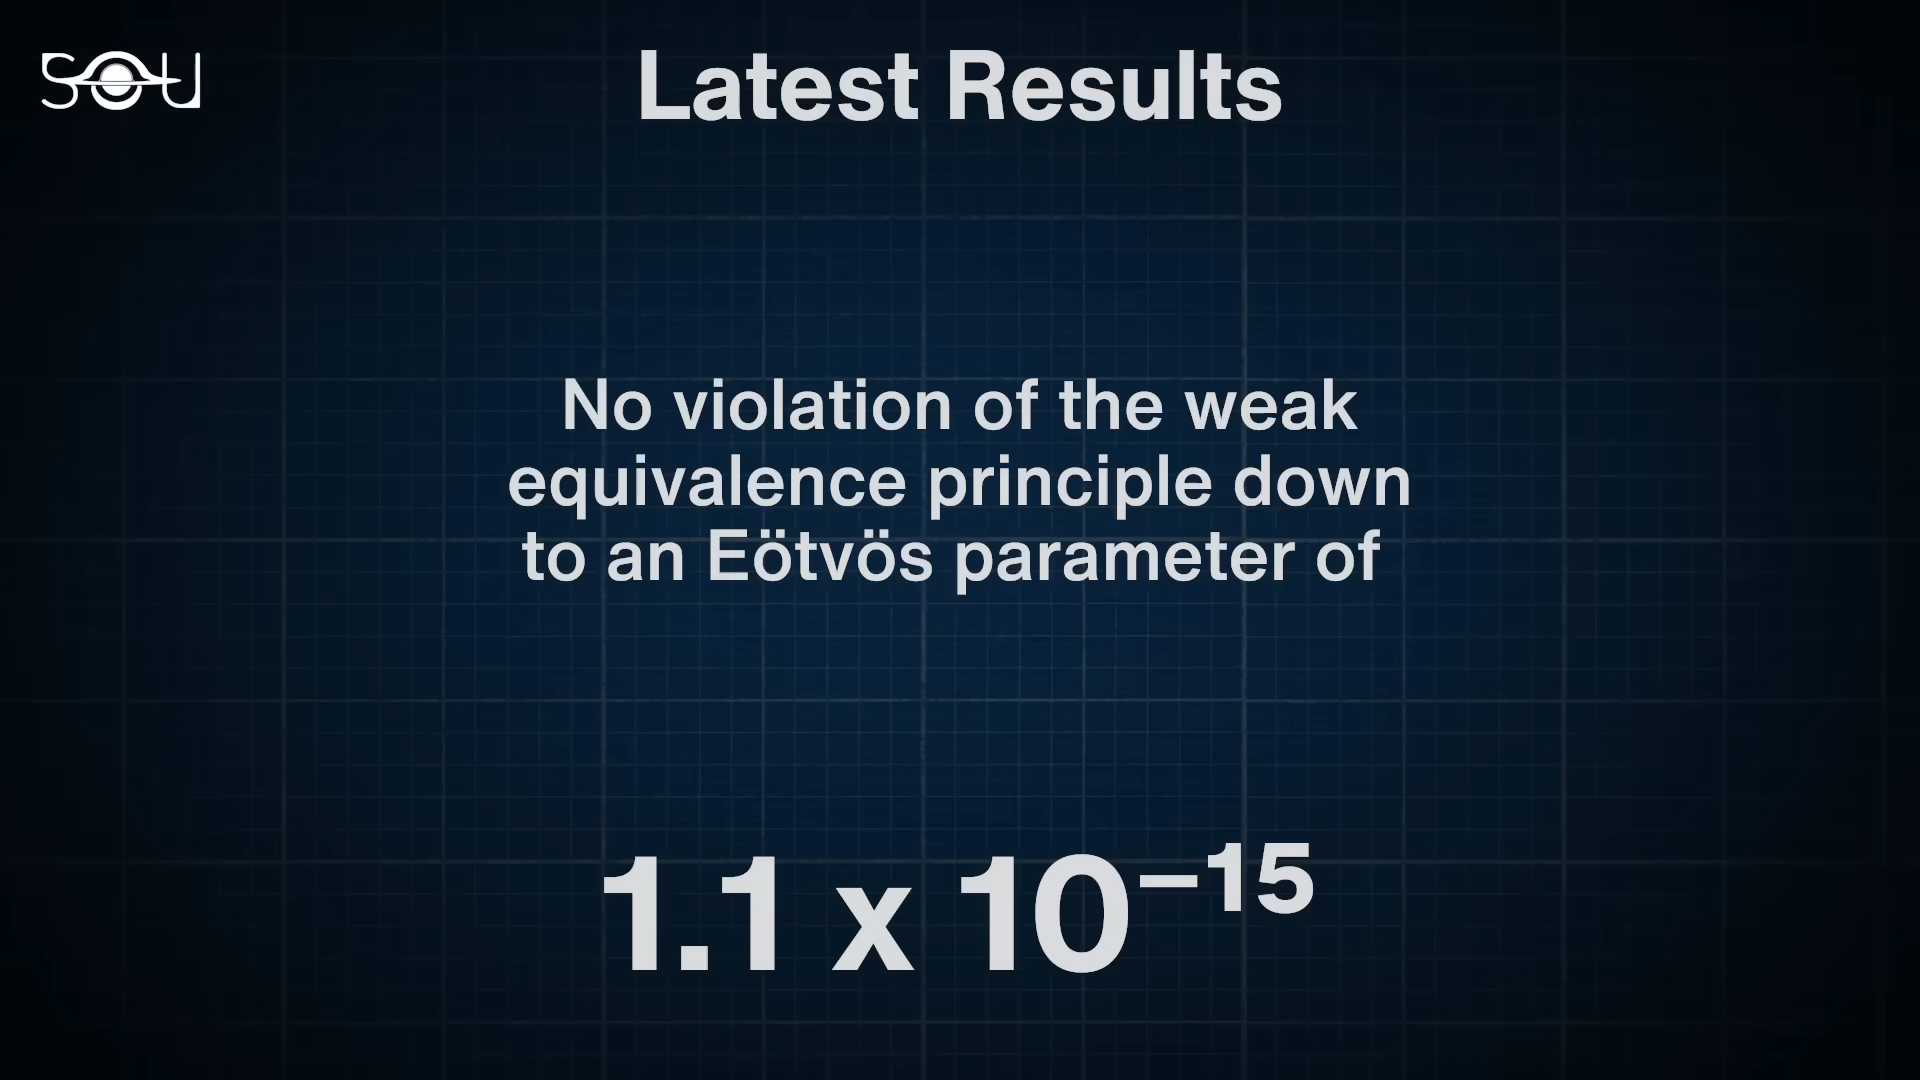 SOU
Latest Results
No violation of the weak
equivalence principle down
to an Eötvös parameter of
1.1 x 10⁻¹⁵